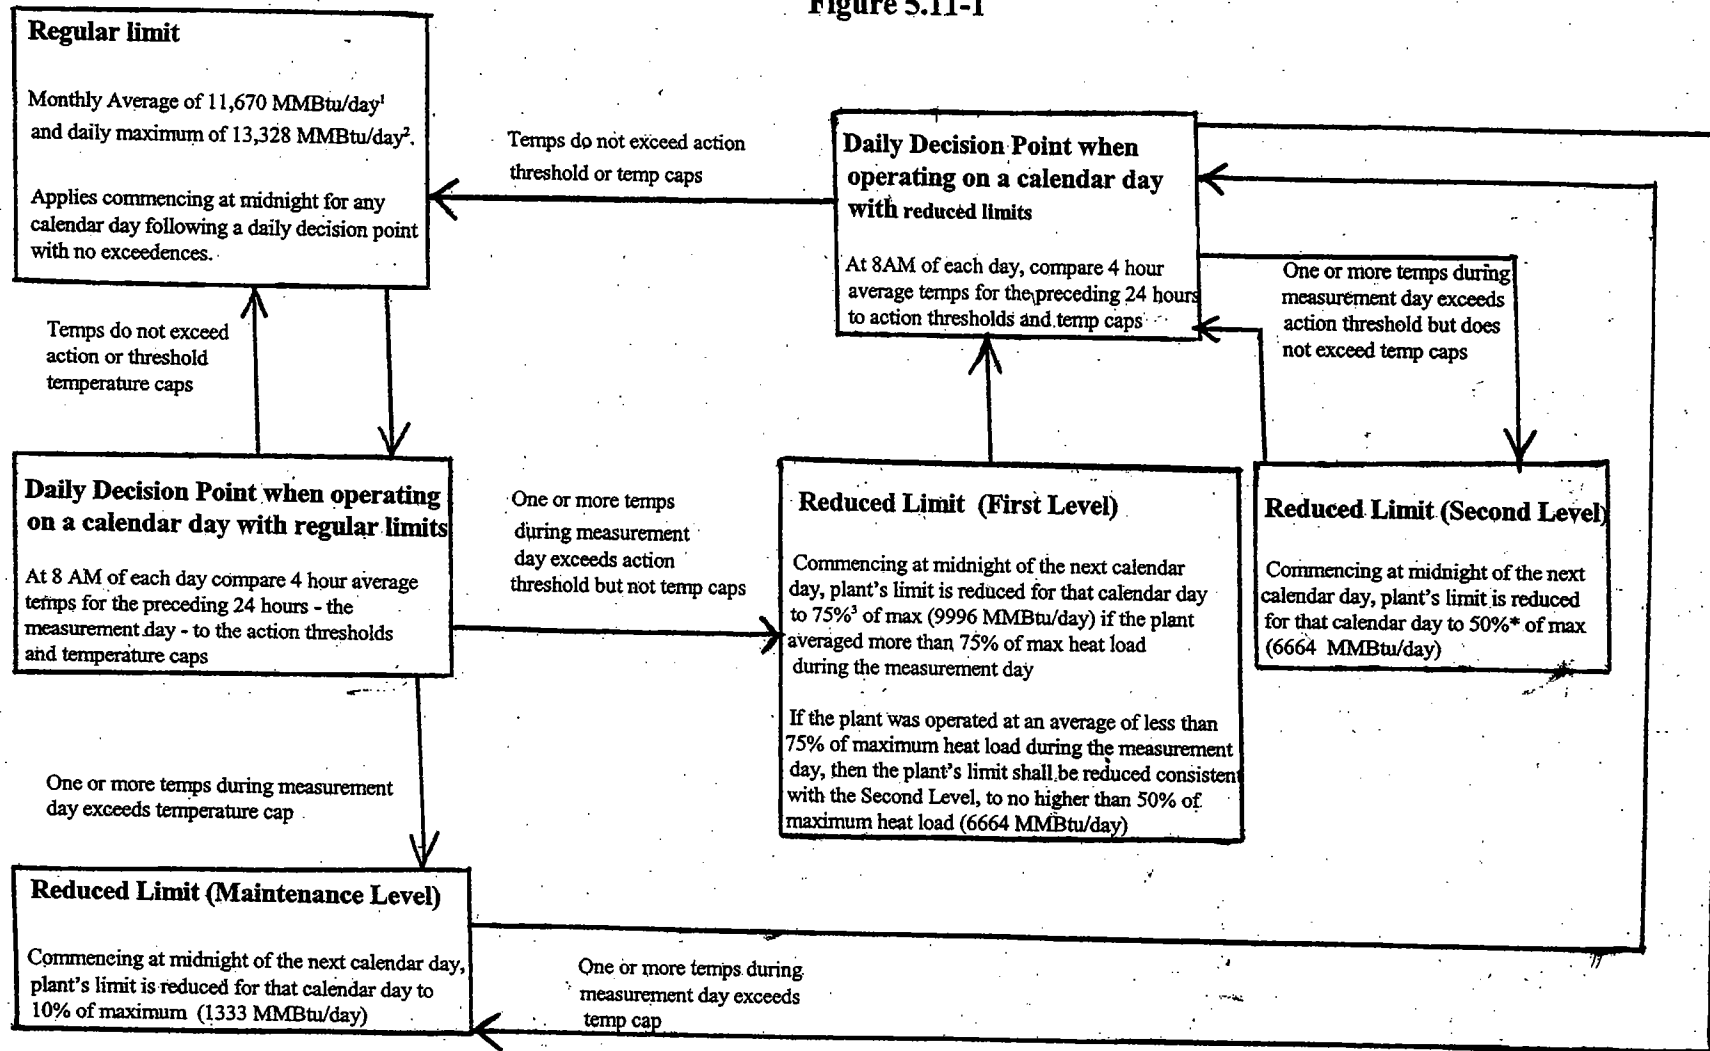 Figure 5.11-1
Regular limit
Monthly Average of 11,670 MMBtu/day¹
and daily maximum of 13,328 MMBtu/day².
Applies commencing at midnight for any
calendar day following a daily decision point
with no exceedences.
Temps do not exceed action
threshold or temp caps
Daily Decision Point when
operating on a calendar day
with reduced limits
At 8AM of each day, compare 4 hour
average temps for the preceding 24 hours
to action thresholds and temp caps
One or more temps during
measurement day exceeds
action threshold but does
not exceed temp caps
Temps do not exceed
action or threshold
temperature caps
Daily Decision Point when operating
on a calendar day with regular limits
At 8 AM of each day compare 4 hour average
temps for the preceding 24 hours - the
measurement day - to the action thresholds
and temperature caps
One or more temps
during measurement
day exceeds action
threshold but not temp caps
Reduced Limit (First Level)
Commencing at midnight of the next calendar
day, plant's limit is reduced for that calendar day
to 75%³ of max (9996 MMBtu/day) if the plant
averaged more than 75% of max heat load
during the measurement day
If the plant was operated at an average of less than
75% of maximum heat load during the measurement
day, then the plant's limit shall be reduced consistent
with the Second Level, to no higher than 50% of
maximum heat load (6664 MMBtu/day)
Reduced Limit (Second Level)
Commencing at midnight of the next
calendar day, plant's limit is reduced
for that calendar day to 50%* of max
(6664 MMBtu/day)
One or more temps during measurement
day exceeds temperature cap
Reduced Limit (Maintenance Level)
Commencing at midnight of the next calendar day,
plant's limit is reduced for that calendar day to
10% of maximum (1333 MMBtu/day)
One or more temps during
measurement day exceeds
temp cap